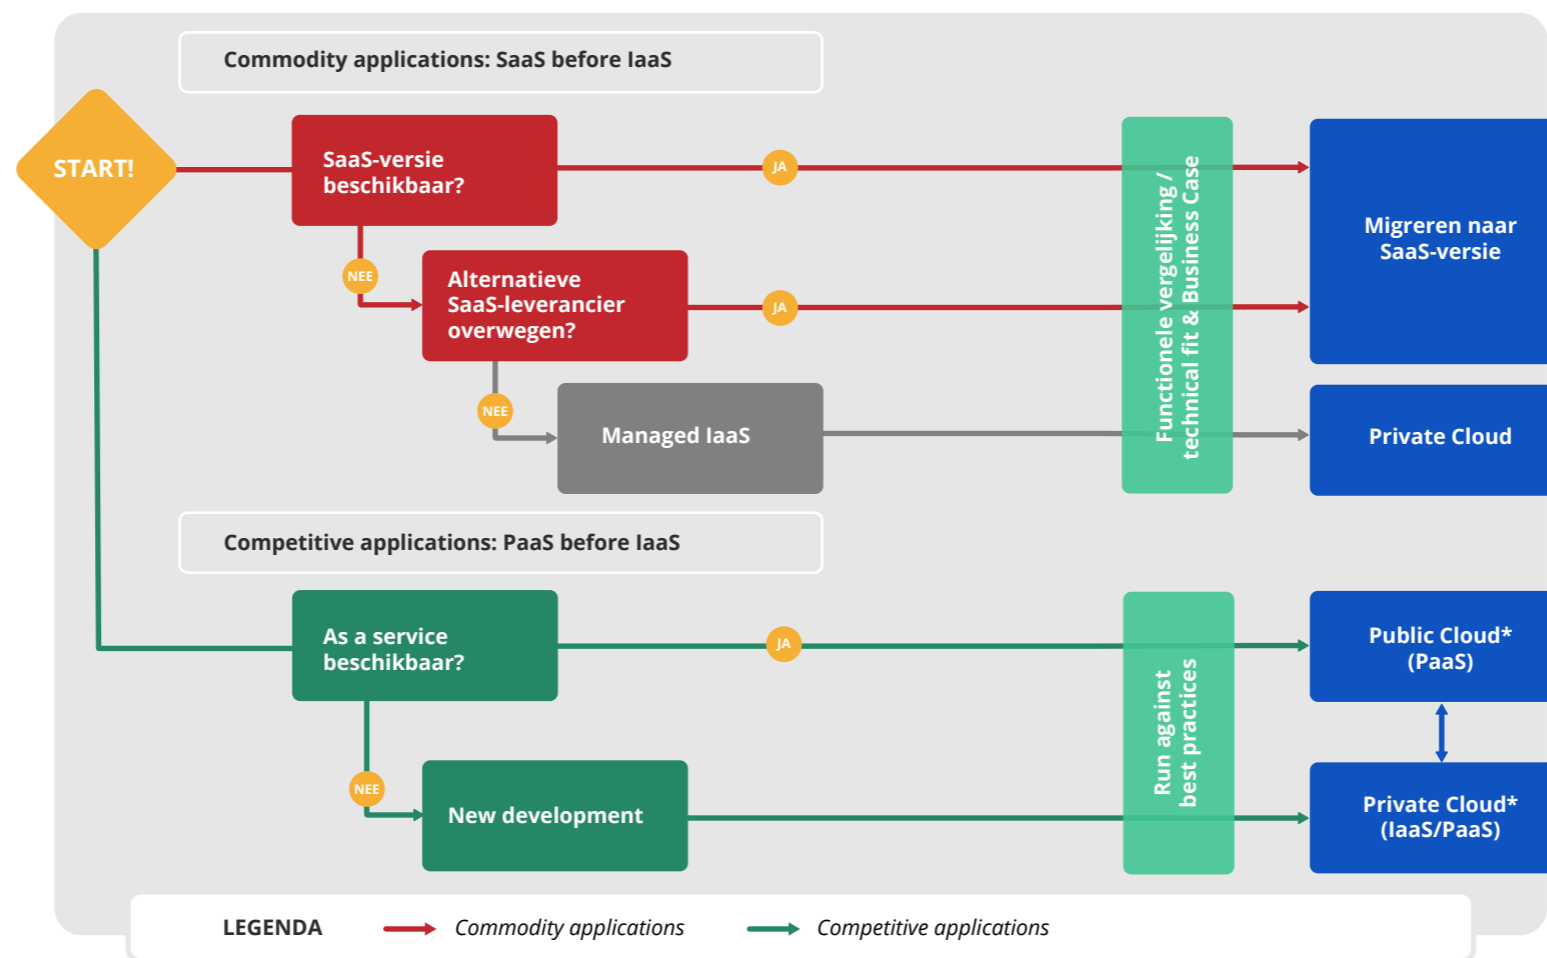 Commodity applications: SaaS before IaaS
START!
SaaS-versie
beschikbaar?
JA
Functionele vergelijking /
technical fit & Business Case
Migreren naar
SaaS-versie
NEE
Alternatieve
SaaS-leverancier
overwegen?
JA
NEE
Managed IaaS
Private Cloud
Competitive applications: PaaS before IaaS
As a service
beschikbaar?
JA
Run against
best practices
Public Cloud*
(PaaS)
NEE
New development
Private Cloud*
(IaaS/PaaS)
LEGENDA
Commodity applications
Competitive applications